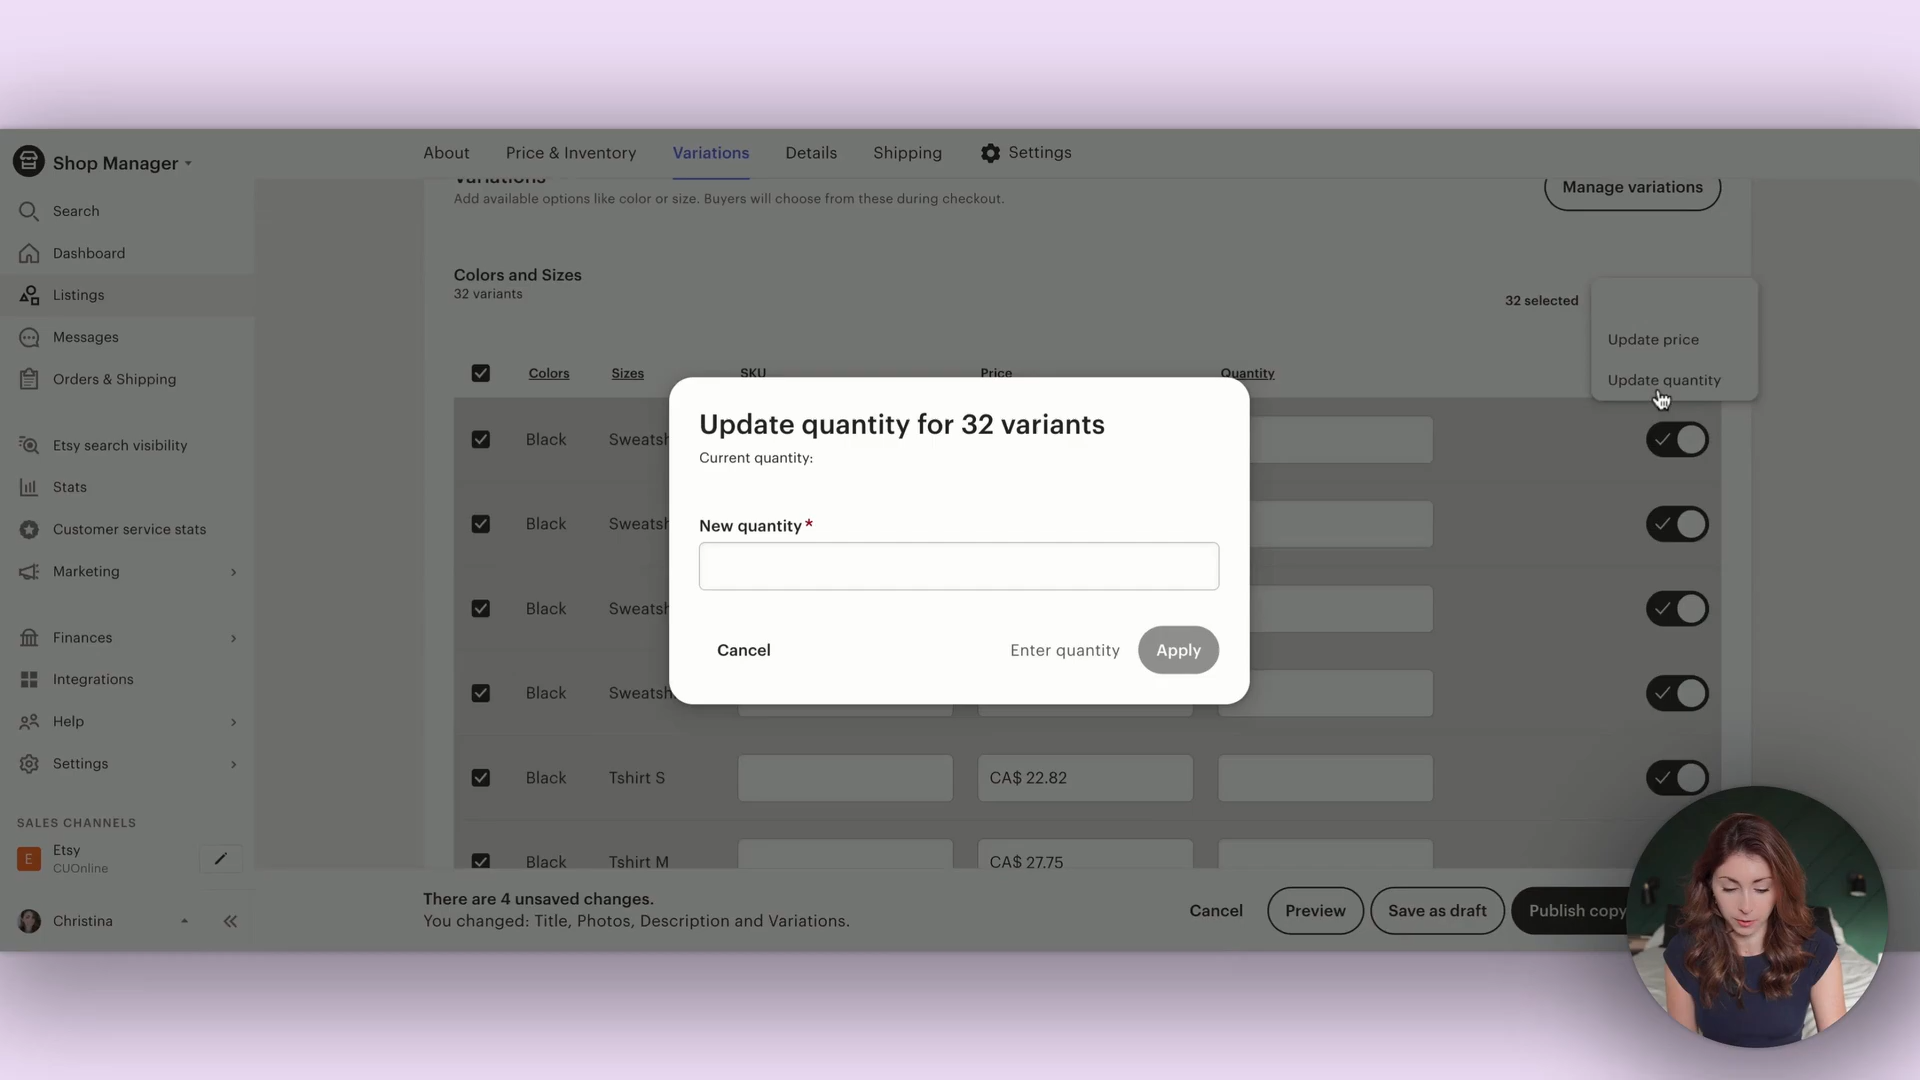 Shop Manager
Search
Dashboard
Listings
Messages
Orders & Shipping
Etsy search visibility
Stats
Customer service stats
Marketing
Finances
Integrations
Help
Settings
SALES CHANNELS
E
Etsy
CUOnline
Christina
About
Price & Inventory
Variations
Details
Shipping
Settings
Variations
Add available options like color or size. Buyers will choose from these during checkout.
Manage variations
Colors and Sizes
32 variants
32 selected
Update price
Update quantity
Colors
Sizes
SKU
Price
Quantity
Black Sweatsh
Black Sweatsh
Black Sweatsh
Black Sweatsh
Black Tshirt S CA$ 22.82
Black Tshirt M CA$ 27.75
Update quantity for 32 variants
Current quantity:
New quantity *
Cancel
Enter quantity
Apply
There are 4 unsaved changes.
You changed: Title, Photos, Description and Variations.
Cancel
Preview
Save as draft
Publish copy